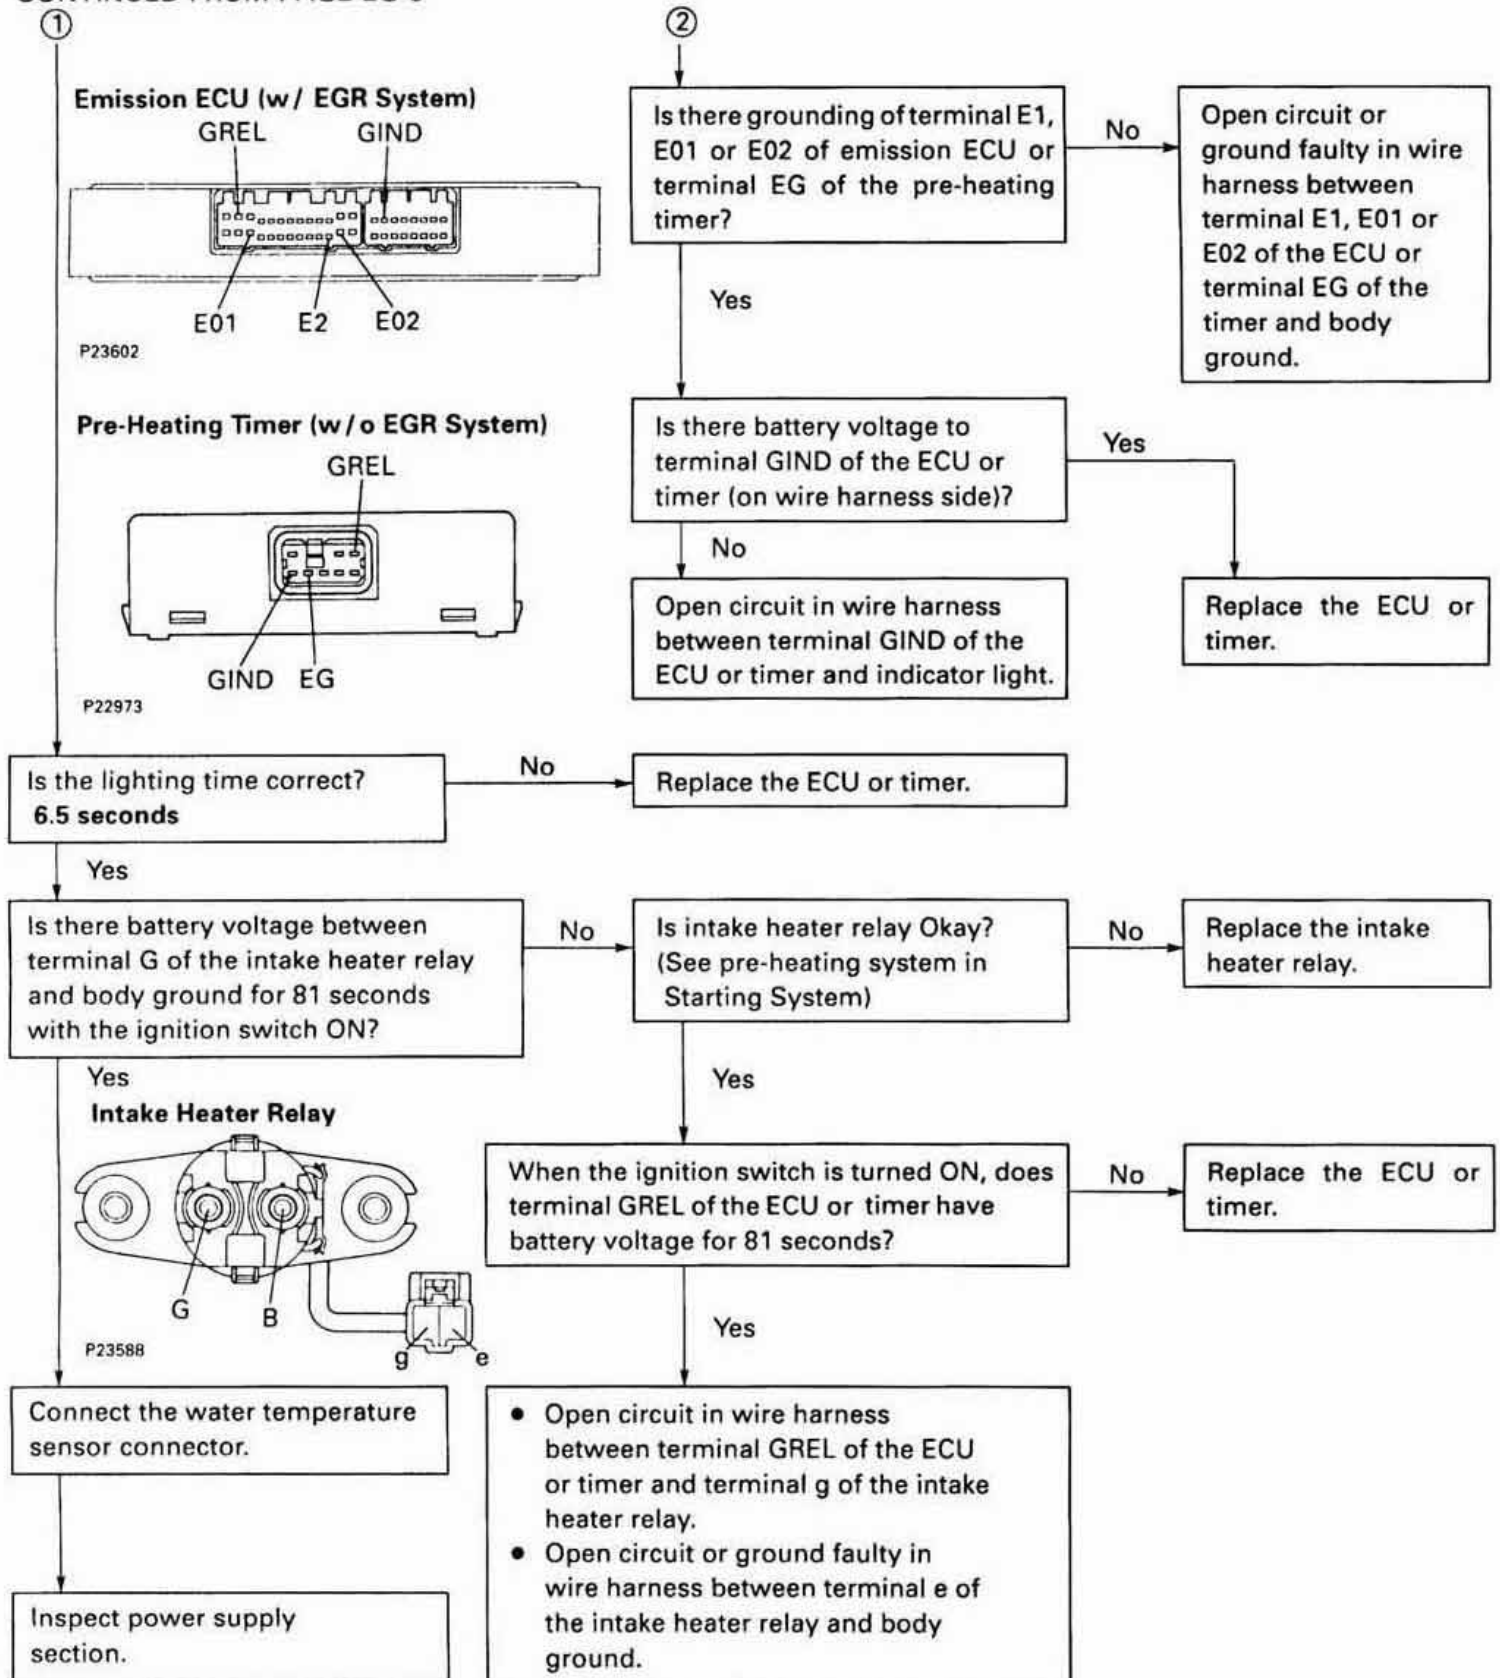 1
2
Emission ECU (w/ EGR System)
GREL GIND
E01 E2 E02
P23602
Pre-Heating Timer (w/o EGR System)
GREL
GIND EG
P22973
Is there grounding of terminal E1,
E01 or E02 of emission ECU or
terminal EG of the pre-heating
timer?
No
Open circuit or
ground faulty in wire
harness between
terminal E1, E01 or
E02 of the ECU or
terminal EG of the
timer and body
ground.
Yes
Is there battery voltage to
terminal GIND of the ECU or
timer (on wire harness side)?
Yes
Replace the ECU or
timer.
No
Open circuit in wire harness
between terminal GIND of the
ECU or timer and indicator light.
Is the lighting time correct?
6.5 seconds
No
Replace the ECU or timer.
Yes
Is there battery voltage between
terminal G of the intake heater relay
and body ground for 81 seconds
with the ignition switch ON?
No
Is intake heater relay Okay?
(See pre-heating system in
Starting System)
No
Replace the intake
heater relay.
Yes
Yes
Intake Heater Relay
G B
g e
P23588
When the ignition switch is turned ON, does
terminal GREL of the ECU or timer have
battery voltage for 81 seconds?
No
Replace the ECU or
timer.
Yes
Connect the water temperature
sensor connector.
Inspect power supply
section.
• Open circuit in wire harness
between terminal GREL of the ECU
or timer and terminal g of the intake
heater relay.
• Open circuit or ground faulty in
wire harness between terminal e of
the intake heater relay and body
ground.